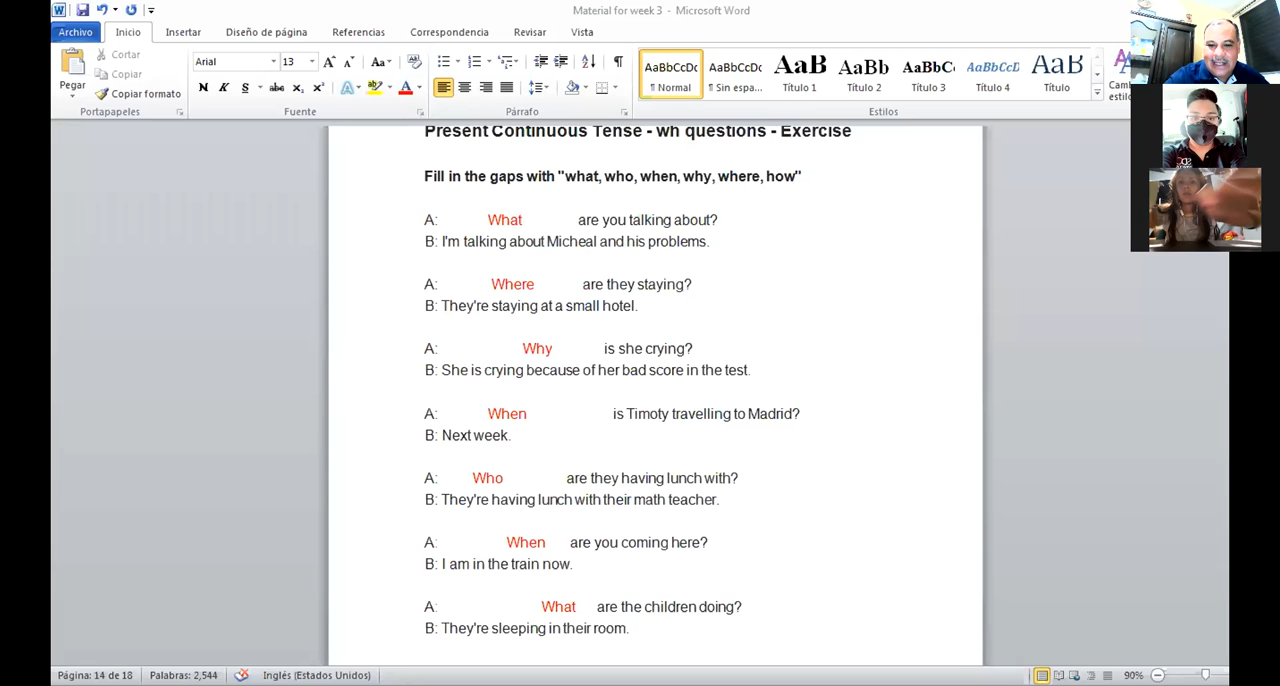 Material for week 3 - Microsoft Word
Archivo Inicio Insertar Diseño de página Referencias Correspondencia Revisar Vista
Pegar
Cortar
Copiar
Copiar formato
Portapapeles
Arial 13
Fuente
Párrafo
AaBbCcDc AaBbCcDc AaB AaBb AaBbC AaBbCcD AaB
¶ Normal ¶ Sin espa... Título 1 Título 2 Título 3 Título 4 Título
Estilos
Present Continuous Tense - wh questions - Exercise
Fill in the gaps with "what, who, when, why, where, how"
A: What are you talking about?
B: I'm talking about Micheal and his problems.
A: Where are they staying?
B: They're staying at a small hotel.
A: Why is she crying?
B: She is crying because of her bad score in the test.
A: When is Timoty travelling to Madrid?
B: Next week.
A: Who are they having lunch with?
B: They're having lunch with their math teacher.
A: When are you coming here?
B: I am in the train now.
A: What are the children doing?
B: They're sleeping in their room.
Página: 14 de 18 Palabras: 2,544 Inglés (Estados Unidos) 90%